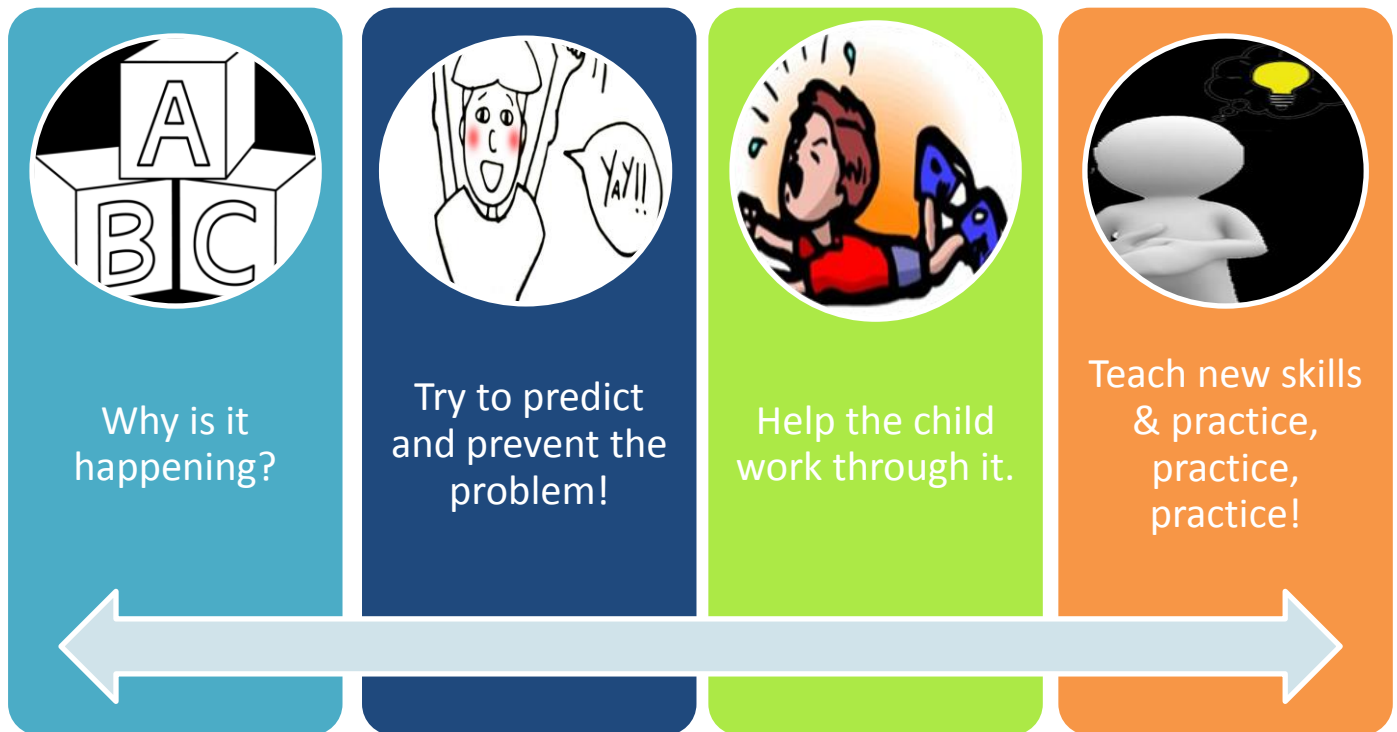 A
B C
Why is it
happening?
YAY!!
Try to predict
and prevent the
problem!
Help the child
work through it.
Teach new skills
& practice,
practice,
practice!